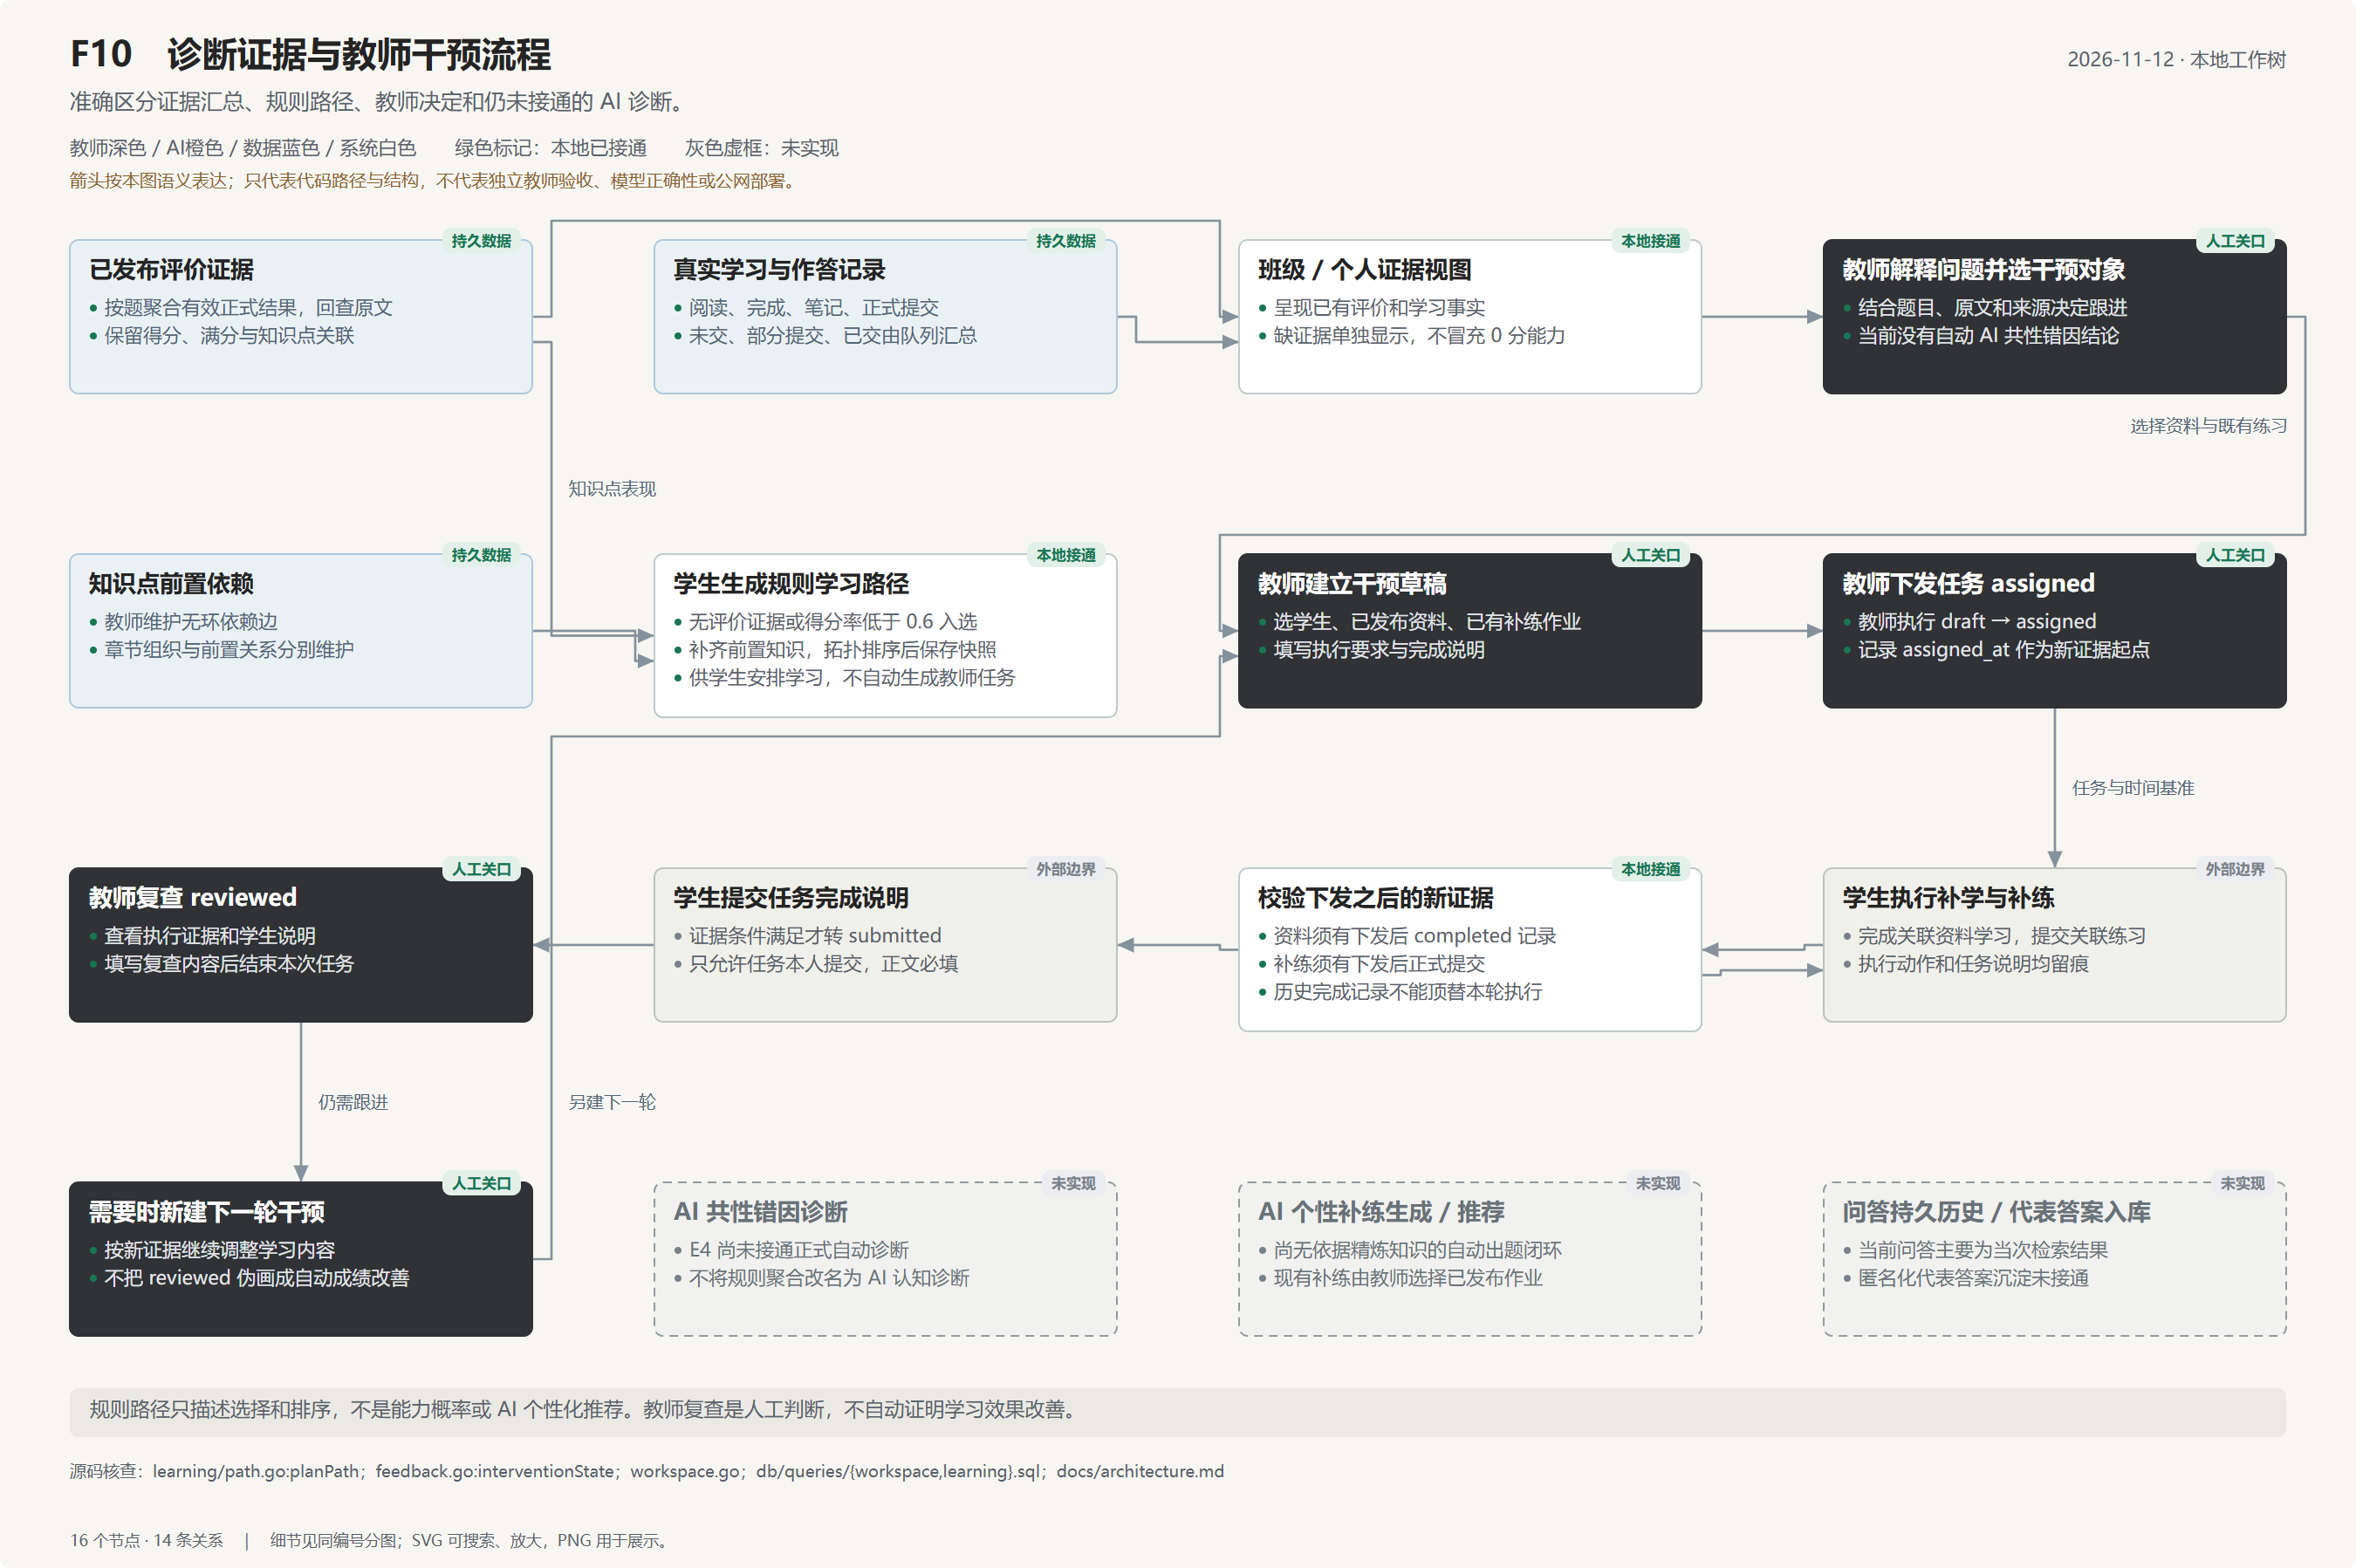 F10 诊断证据与教师干预流程
2026-11-12 · 本地工作树
准确区分证据汇总、规则路径、教师决定和仍未接通的 AI 诊断。
教师深色 / AI橙色 / 数据蓝色 / 系统白色 绿色标记：本地已接通 灰色虚框：未实现
箭头按本图语义表达；只代表代码路径与结构，不代表独立教师验收、模型正确性或公网部署。
持久数据
已发布评价证据
按题聚合有效正式结果，回查原文
保留得分、满分与知识点关联
持久数据
真实学习与作答记录
阅读、完成、笔记、正式提交
未交、部分提交、已交由队列汇总
本地接通
班级 / 个人证据视图
呈现已有评价和学习事实
缺证据单独显示，不冒充 0 分能力
人工关口
教师解释问题并选干预对象
结合题目、原文和来源决定跟进
当前没有自动 AI 共性错因结论
选择资料与既有练习
知识点表现
持久数据
知识点前置依赖
教师维护无环依赖边
章节组织与前置关系分别维护
本地接通
学生生成规则学习路径
无评价证据或得分率低于 0.6 入选
补齐前置知识，拓扑排序后保存快照
供学生安排学习，不自动生成教师任务
人工关口
教师建立干预草稿
选学生、已发布资料、已有补练作业
填写执行要求与完成说明
人工关口
教师下发任务 assigned
教师执行 draft → assigned
记录 assigned_at 作为新证据起点
任务与时间基准
人工关口
教师复查 reviewed
查看执行证据和学生说明
填写复查内容后结束本次任务
外部边界
学生提交任务完成说明
证据条件满足才转 submitted
只允许任务本人提交，正文必填
本地接通
校验下发之后的新证据
资料须有下发后 completed 记录
补练须有下发后正式提交
历史完成记录不能顶替本轮执行
外部边界
学生执行补学与补练
完成关联资料学习，提交关联练习
执行动作和任务说明均留痕
仍需跟进
另建下一轮
人工关口
需要时新建下一轮干预
按新证据继续调整学习内容
不把 reviewed 伪画成自动成绩改善
未实现
AI 共性错因诊断
E4 尚未接通正式自动诊断
不将规则聚合改名为 AI 认知诊断
未实现
AI 个性补练生成 / 推荐
尚无依据精炼知识的自动出题闭环
现有补练由教师选择已发布作业
未实现
问答持久历史 / 代表答案入库
当前问答主要为当次检索结果
匿名化代表答案沉淀未接通
规则路径只描述选择和排序，不是能力概率或 AI 个性化推荐。教师复查是人工判断，不自动证明学习效果改善。
源码核查：learning/path.go:planPath；feedback.go:interventionState；workspace.go；db/queries/{workspace,learning}.sql；docs/architecture.md
16 个节点 · 14 条关系 | 细节见同编号分图；SVG 可搜索、放大，PNG 用于展示。